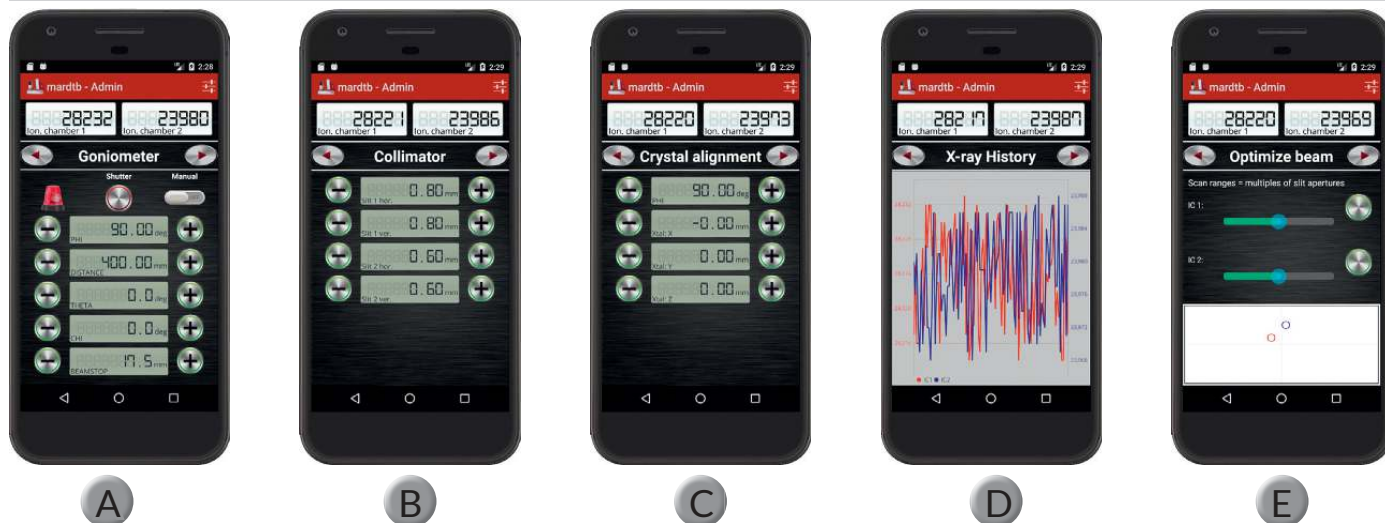 2:28
mardtb - Admin
28232
Ion. chamber 1
23980
Ion. chamber 2
Goniometer
Shutter
Manual
90.00 deg
PHI
400.00 mm
DISTANCE
0.0 deg
THETA
0.0 deg
CHI
17.5 mm
BEAMSTOP
A
2:29
mardtb - Admin
28221
Ion. chamber 1
23986
Ion. chamber 2
Collimator
0.80 mm
Slit 1 hor.
0.80 mm
Slit 1 ver.
0.60 mm
Slit 2 hor.
0.60 mm
Slit 2 ver.
B
2:29
mardtb - Admin
28220
Ion. chamber 1
23973
Ion. chamber 2
Crystal alignment
90.00 deg
PHI
-0.00 mm
Xtal: X
0.00 mm
Xtal: Y
0.00 mm
Xtal: Z
C
2:29
mardtb - Admin
28217
Ion. chamber 1
23987
Ion. chamber 2
X-ray History
IC1 IC2
D
2:29
mardtb - Admin
28220
Ion. chamber 1
23969
Ion. chamber 2
Optimize beam
Scan ranges = multiples of slit apertures
IC 1:
IC 2:
E